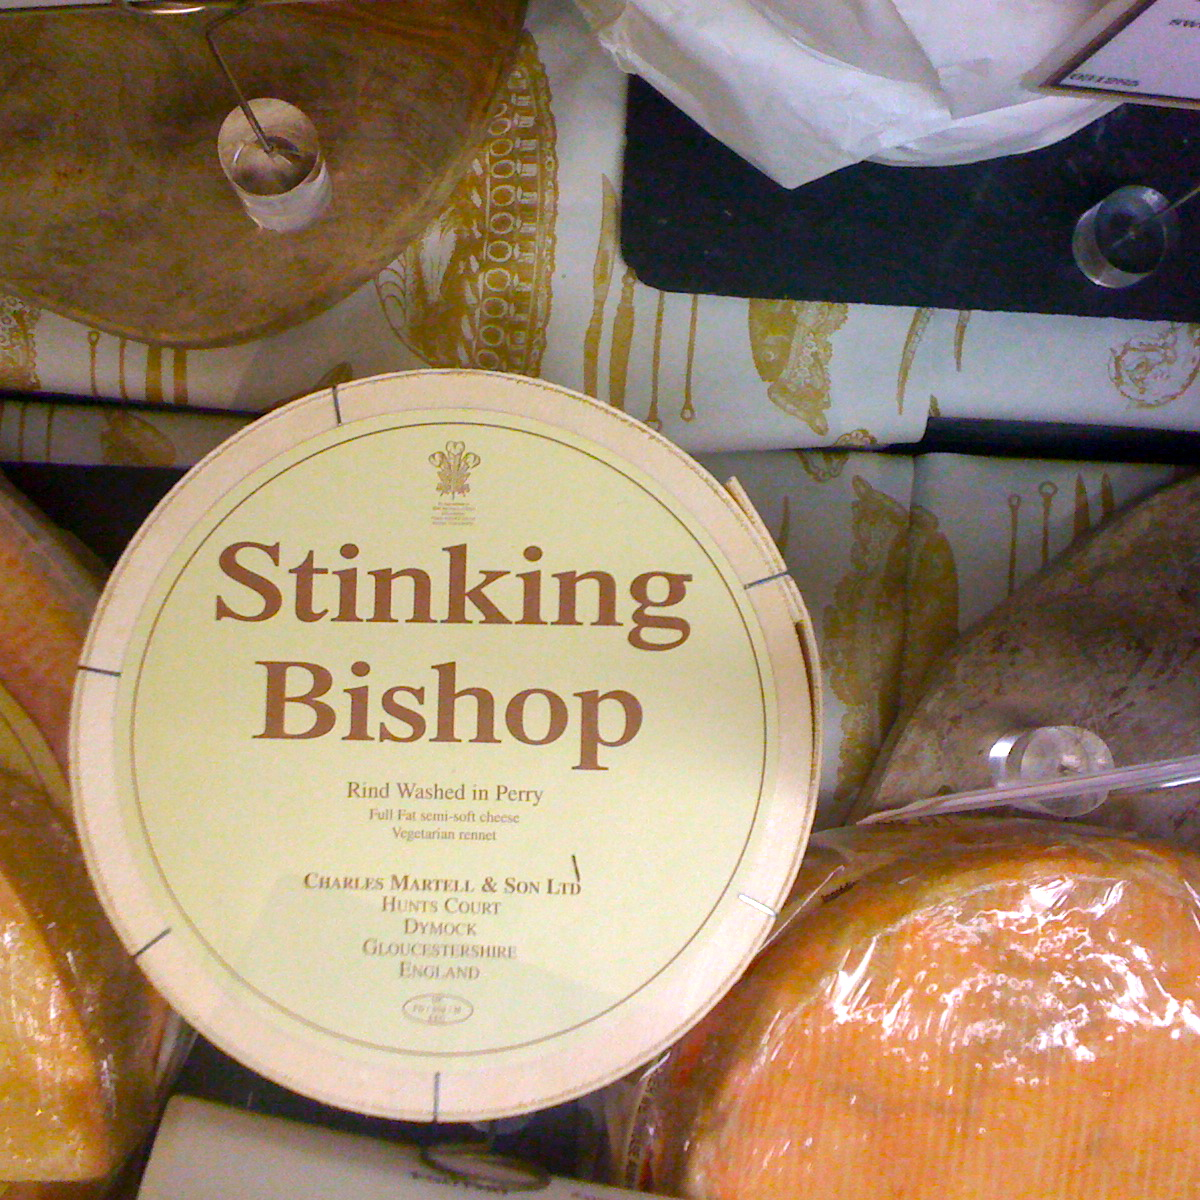 Stinking
Bishop
Rind Washed in Perry
Full Fat semi-soft cheese
Vegetarian rennet
CHARLES MARTELL & SON LTD
HUNTS COURT
DYMOCK
GLOUCESTERSHIRE
ENGLAND